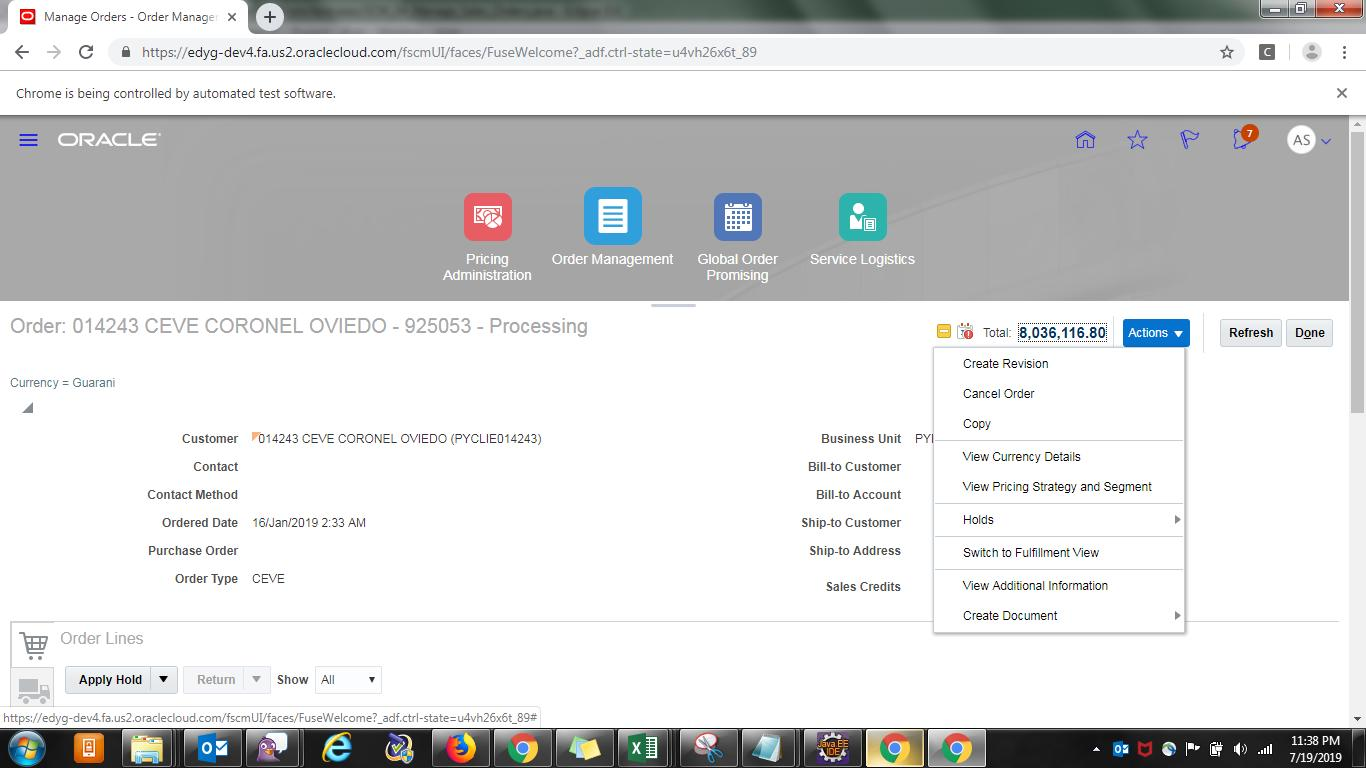 Manage Orders - Order Manager
https://edyg-dev4.fa.us2.oraclecloud.com/fscmUI/faces/FuseWelcome?_adf.ctrl-state=u4vh26x6t_89
C
Chrome is being controlled by automated test software.
ORACLE
7
AS
Pricing Administration
Order Management
Global Order Promising
Service Logistics
Order: 014243 CEVE CORONEL OVIEDO - 925053 - Processing
Total: 8,036,116.80
Actions
Refresh
Done
Currency = Guarani
Customer 014243 CEVE CORONEL OVIEDO (PYCLIE014243)
Contact
Contact Method
Ordered Date 16/Jan/2019 2:33 AM
Purchase Order
Order Type CEVE
Business Unit
Bill-to Customer
Bill-to Account
Ship-to Customer
Ship-to Address
Sales Credits
Create Revision
Cancel Order
Copy
View Currency Details
View Pricing Strategy and Segment
Holds
Switch to Fulfillment View
View Additional Information
Create Document
Order Lines
Apply Hold
Return
Show All
https://edyg-dev4.fa.us2.oraclecloud.com/fscmUI/faces/FuseWelcome?_adf.ctrl-state=u4vh26x6t_89#
Java EE
IDE
11:38 PM
7/19/2019